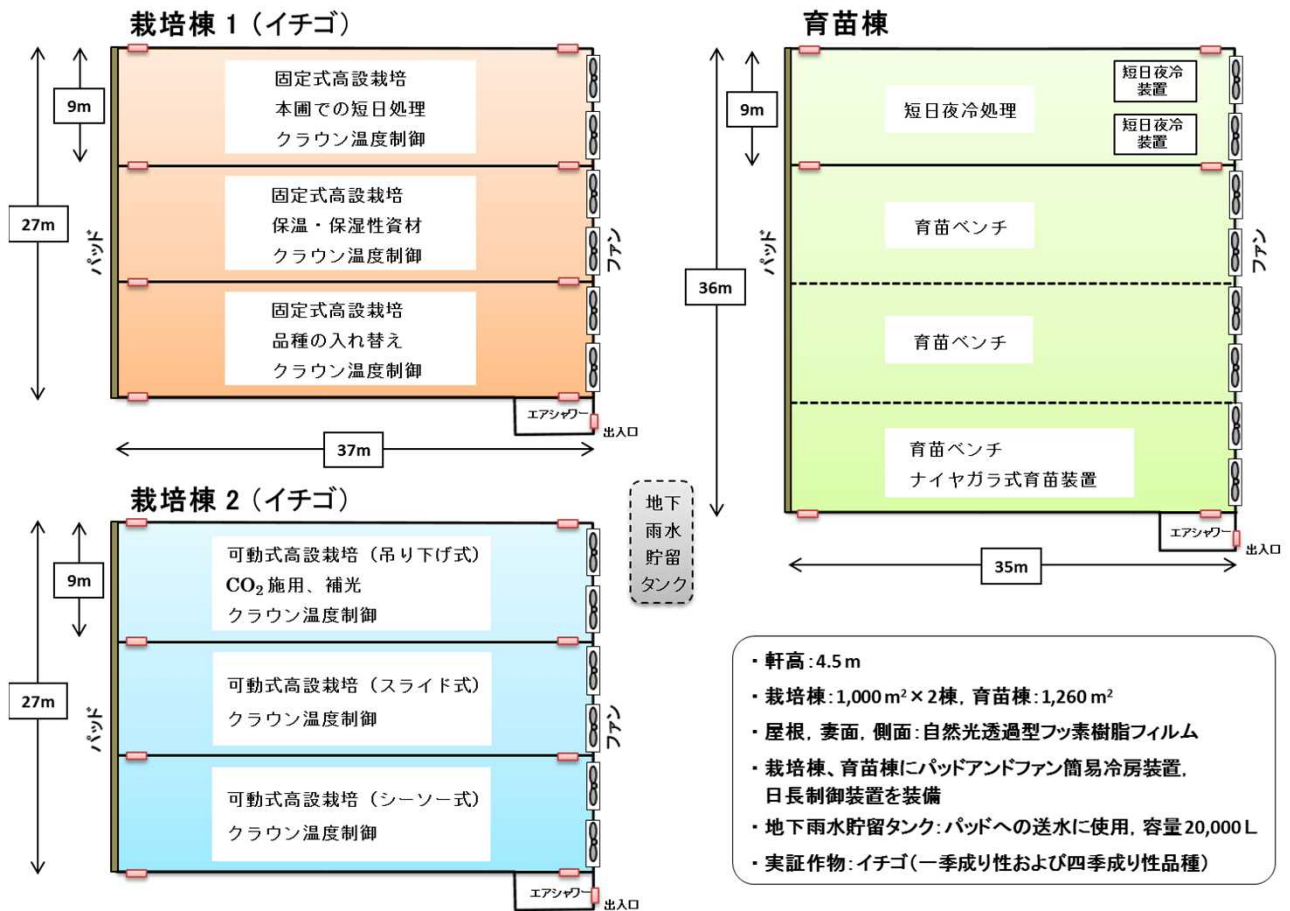 栽培棟 1 (イチゴ)
9m
27m
パッド
固定式高設栽培
本圃での短日処理
クラウン温度制御
固定式高設栽培
保温・保湿性資材
クラウン温度制御
固定式高設栽培
品種の入れ替え
クラウン温度制御
ファン
エアシャワー
出入口
37m
栽培棟 2 (イチゴ)
9m
27m
パッド
可動式高設栽培 (吊り下げ式)
CO₂ 施用、補光
クラウン温度制御
可動式高設栽培 (スライド式)
クラウン温度制御
可動式高設栽培 (シーソー式)
クラウン温度制御
ファン
エアシャワー
出入口
地下
雨水
貯留
タンク
育苗棟
9m
36m
パッド
短日夜冷処理
短日夜冷
装置
短日夜冷
装置
育苗ベンチ
育苗ベンチ
育苗ベンチ
ナイヤガラ式育苗装置
ファン
エアシャワー
出入口
35m
・軒高:4.5 m
・栽培棟:1,000 m²×2棟, 育苗棟:1,260 m²
・屋根, 妻面, 側面:自然光透過型フッ素樹脂フィルム
・栽培棟、育苗棟にパッドアンドファン簡易冷房装置,
日長制御装置を装備
・地下雨水貯留タンク:パッドへの送水に使用, 容量20,000 L
・実証作物:イチゴ(一季成り性および四季成り性品種)